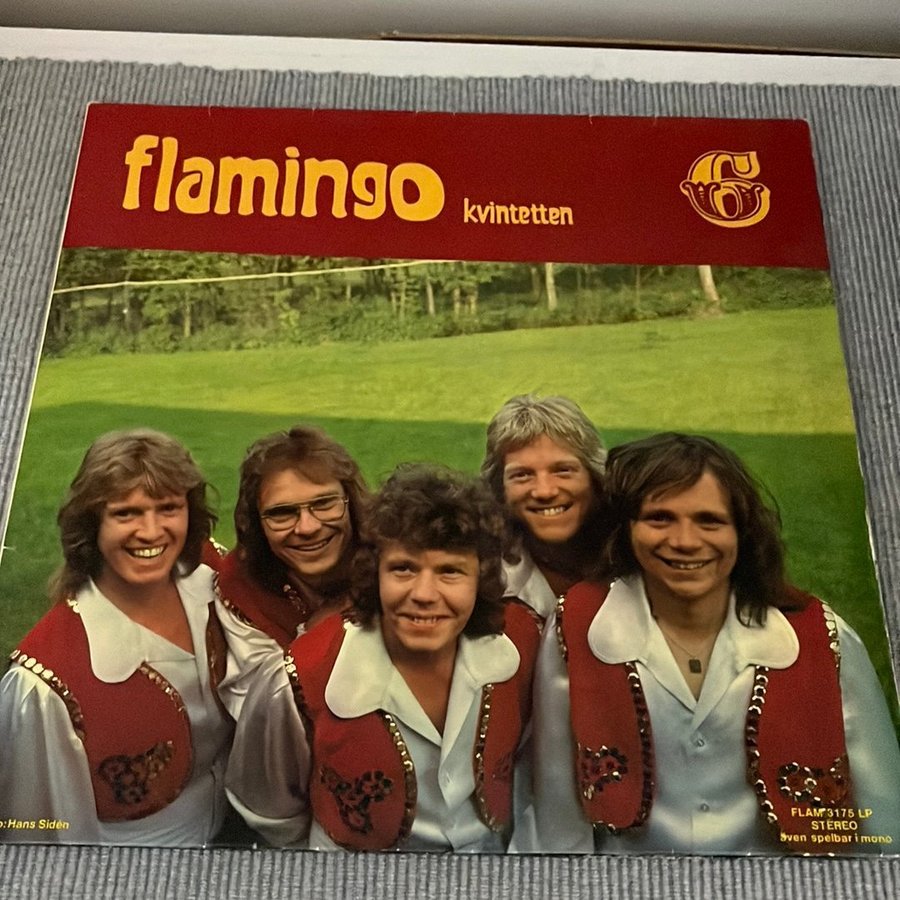 flamingo kvintetten 6
o: Hans Sidén
FLAM 3175 LP
STEREO
även spelbar i mono